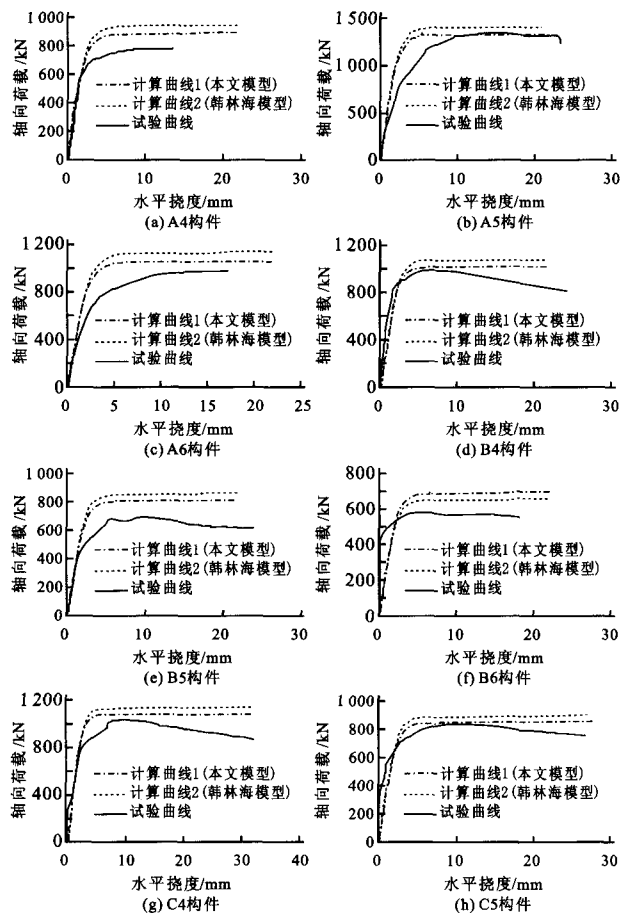 轴向荷载/kN
1 000
800
600
400
200
0
计算曲线1(本文模型)
计算曲线2(韩林海模型)
试验曲线
0 10 20 30
水平挠度/mm
(a) A4构件
轴向荷载/kN
1 500
1 000
500
0
计算曲线1(本文模型)
计算曲线2(韩林海模型)
试验曲线
0 10 20 30
水平挠度/mm
(b) A5构件
轴向荷载/kN
1 200
800
400
0
计算曲线1(本文模型)
计算曲线2(韩林海模型)
试验曲线
0 5 10 15 20 25
水平挠度/mm
(c) A6构件
轴向荷载/kN
1 200
800
400
0
计算曲线1(本文模型)
计算曲线2(韩林海模型)
试验曲线
0 10 20 30
水平挠度/mm
(d) B4构件
轴向荷载/kN
1 000
800
600
400
200
0
计算曲线1(本文模型)
计算曲线2(韩林海模型)
试验曲线
0 10 20 30
水平挠度/mm
(e) B5构件
轴向荷载/kN
800
600
400
200
0
计算曲线1(本文模型)
计算曲线2(韩林海模型)
试验曲线
0 10 20 30
水平挠度/mm
(f) B6构件
轴向荷载/kN
1 200
800
400
0
计算曲线1(本文模型)
计算曲线2(韩林海模型)
试验曲线
0 10 20 30 40
水平挠度/mm
(g) C4构件
轴向荷载/kN
1 000
800
600
400
200
0
计算曲线1(本文模型)
计算曲线2(韩林海模型)
试验曲线
0 10 20 30
水平挠度/mm
(h) C5构件